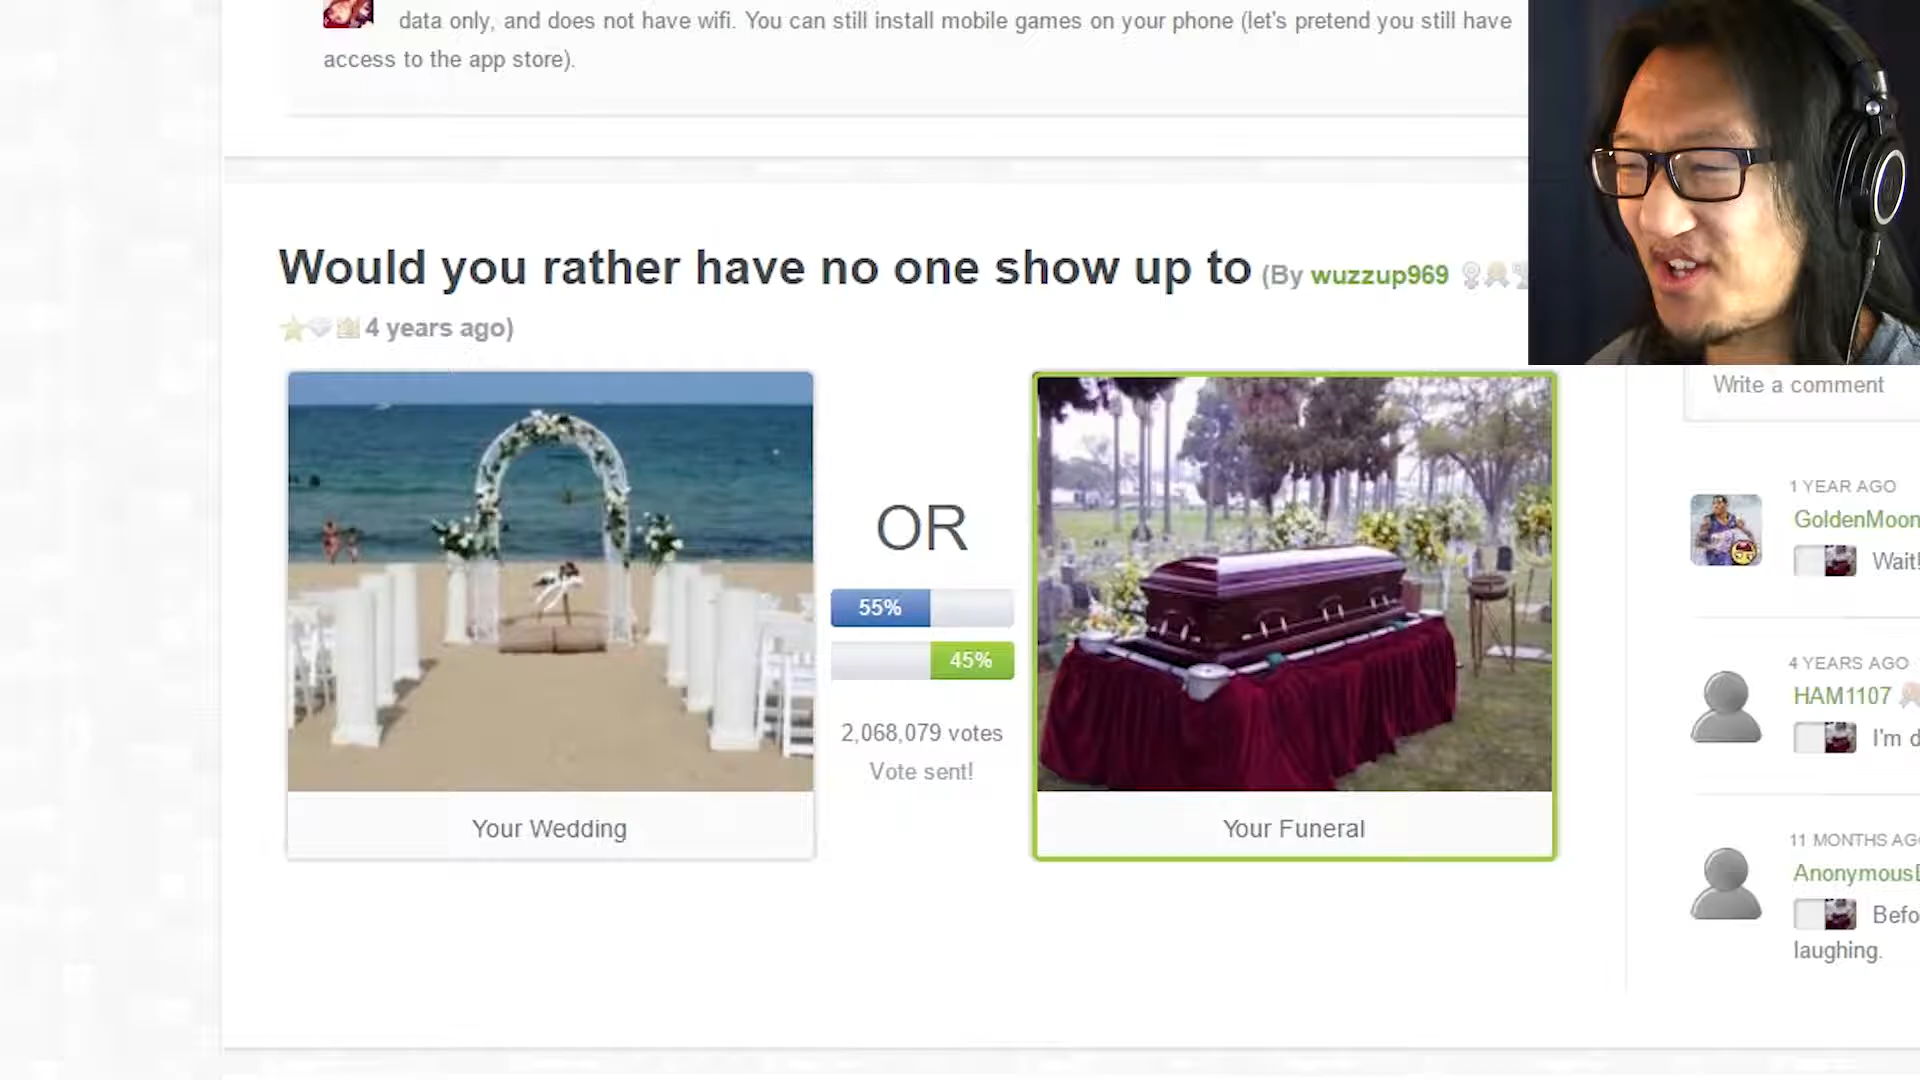 data only, and does not have wifi. You can still install mobile games on your phone (let's pretend you still have
access to the app store).
Would you rather have no one show up to (By wuzzup969
4 years ago)
OR
55%
45%
2,068,079 votes
Vote sent!
Your Wedding
Your Funeral
Write a comment
1 YEAR AGO
GoldenMoon
Wait!
4 YEARS AGO
HAM1107
I'm d
11 MONTHS AGO
Anonymous
Befo
laughing.